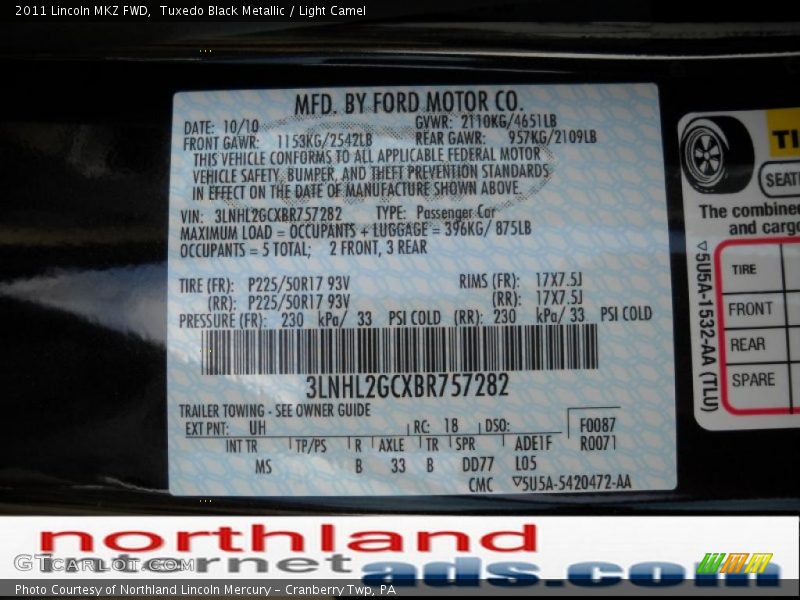 2011 Lincoln MKZ FWD,  Tuxedo Black Metallic / Light Camel
MFD. BY FORD MOTOR CO.
DATE: 10/10 GVWR: 2110KG/4651LB
FRONT GAWR: 1153KG/2542LB REAR GAWR: 957KG/2109LB
THIS VEHICLE CONFORMS TO ALL APPLICABLE FEDERAL MOTOR
VEHICLE SAFETY, BUMPER, AND THEFT PREVENTION STANDARDS
IN EFFECT ON THE DATE OF MANUFACTURE SHOWN ABOVE.
VIN: 3LNHL2GCXBR757282 TYPE: Passenger Car
MAXIMUM LOAD = OCCUPANTS + LUGGAGE = 396KG/ 875LB
OCCUPANTS = 5 TOTAL; 2 FRONT, 3 REAR
TIRE (FR): P225/50R17 93V RIMS (FR): 17X7.5J
(RR): P225/50R17 93V (RR): 17X7.5J
PRESSURE (FR): 230 kPa/ 33 PSI COLD (RR): 230 kPa/ 33 PSI COLD
3LNHL2GCXBR757282
TRAILER TOWING - SEE OWNER GUIDE
EXT PNT: UH RC: 18 DSO: F0087
INT TR TP/PS R AXLE TR SPR ADE1F R0071
MS B 33 B DD77 L05
CMC ▽5U5A-5420472-AA
TI
SEATI
The combine
and cargo
TIRE
FRONT
REAR
SPARE
▽5U5A-1532-AA (TLU)
northland
internet
ads.com
GTCARLOT.COM
Photo Courtesy of Northland Lincoln Mercury – Cranberry Twp, PA